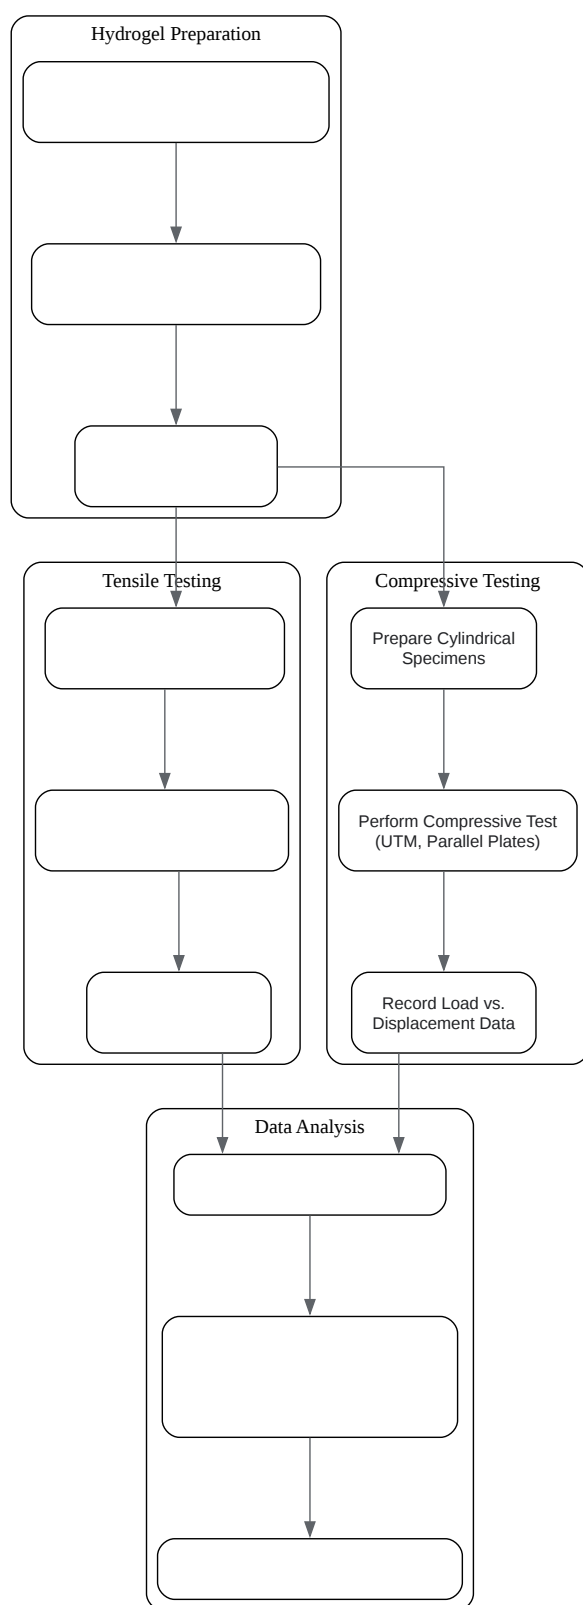 Hydrogel Preparation
Tensile Testing
Compressive Testing
Prepare Cylindrical
Specimens
Perform Compressive Test
(UTM, Parallel Plates)
Record Load vs.
Displacement Data
Data Analysis